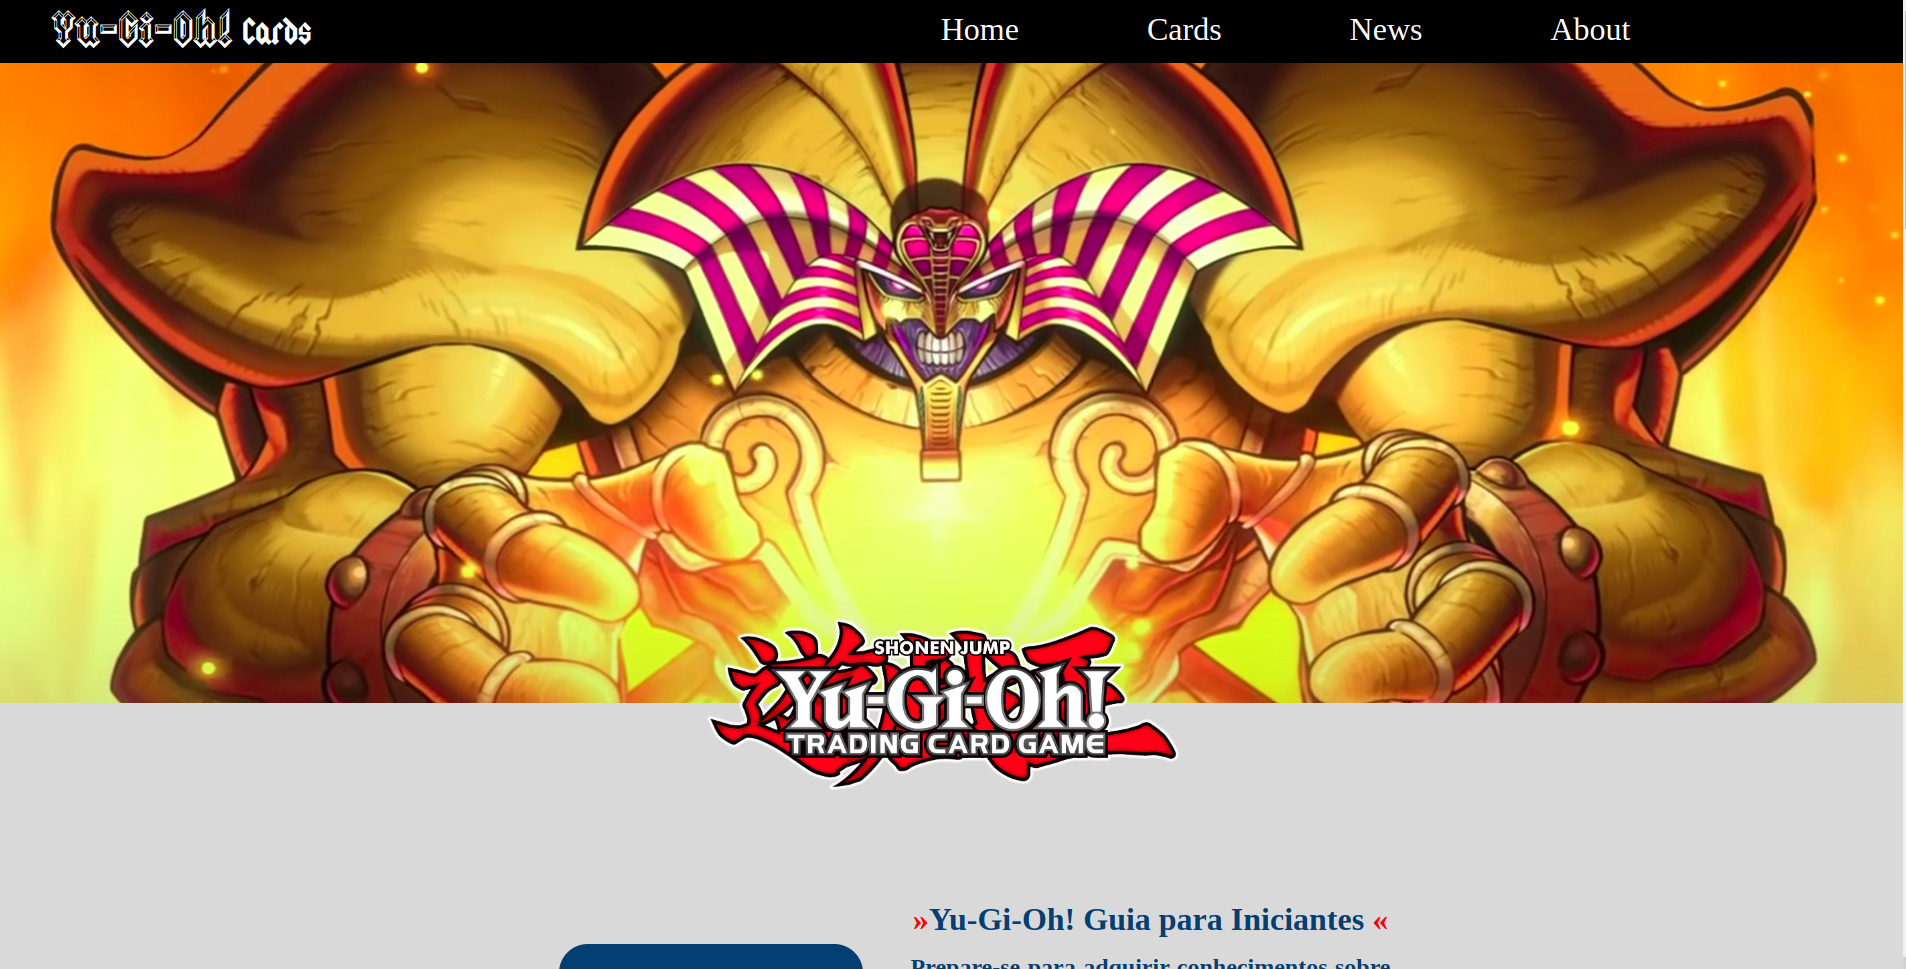 Yu-Gi-Oh! Cards
Home
Cards
News
About
SHONEN JUMP
Yu-Gi-Oh!
TRADING CARD GAME
»Yu-Gi-Oh! Guia para Iniciantes «
Prepare-se para adquirir conhecimentos sobre